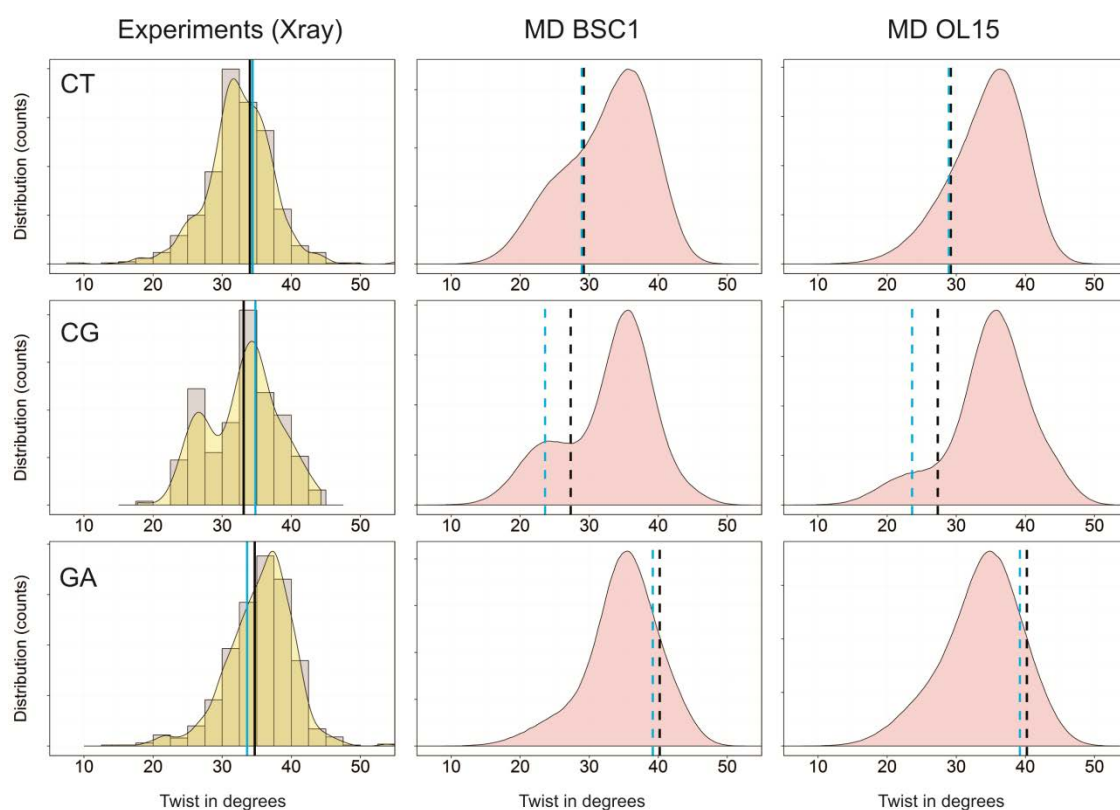 Experiments (Xray) MD BSC1 MD OL15
Distribution (counts)
CT
10 20 30 40 50 10 20 30 40 50 10 20 30 40 50
Distribution (counts)
CG
10 20 30 40 50 10 20 30 40 50 10 20 30 40 50
Distribution (counts)
GA
10 20 30 40 50 10 20 30 40 50 10 20 30 40 50
Twist in degrees Twist in degrees Twist in degrees